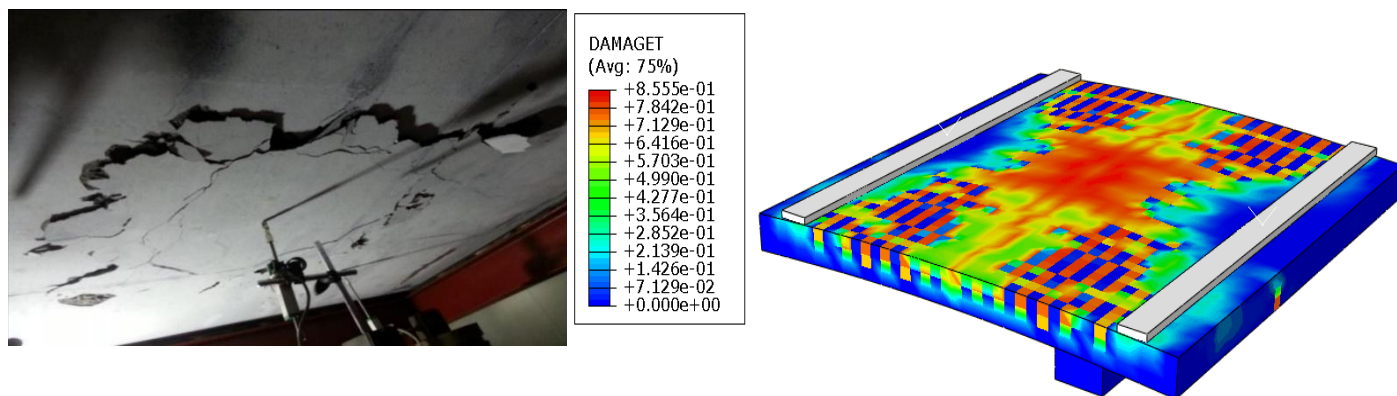 DAMAGET
(Avg: 75%)
+8.555e-01
+7.842e-01
+7.129e-01
+6.416e-01
+5.703e-01
+4.990e-01
+4.277e-01
+3.564e-01
+2.852e-01
+2.139e-01
+1.426e-01
+7.129e-02
+0.000e+00